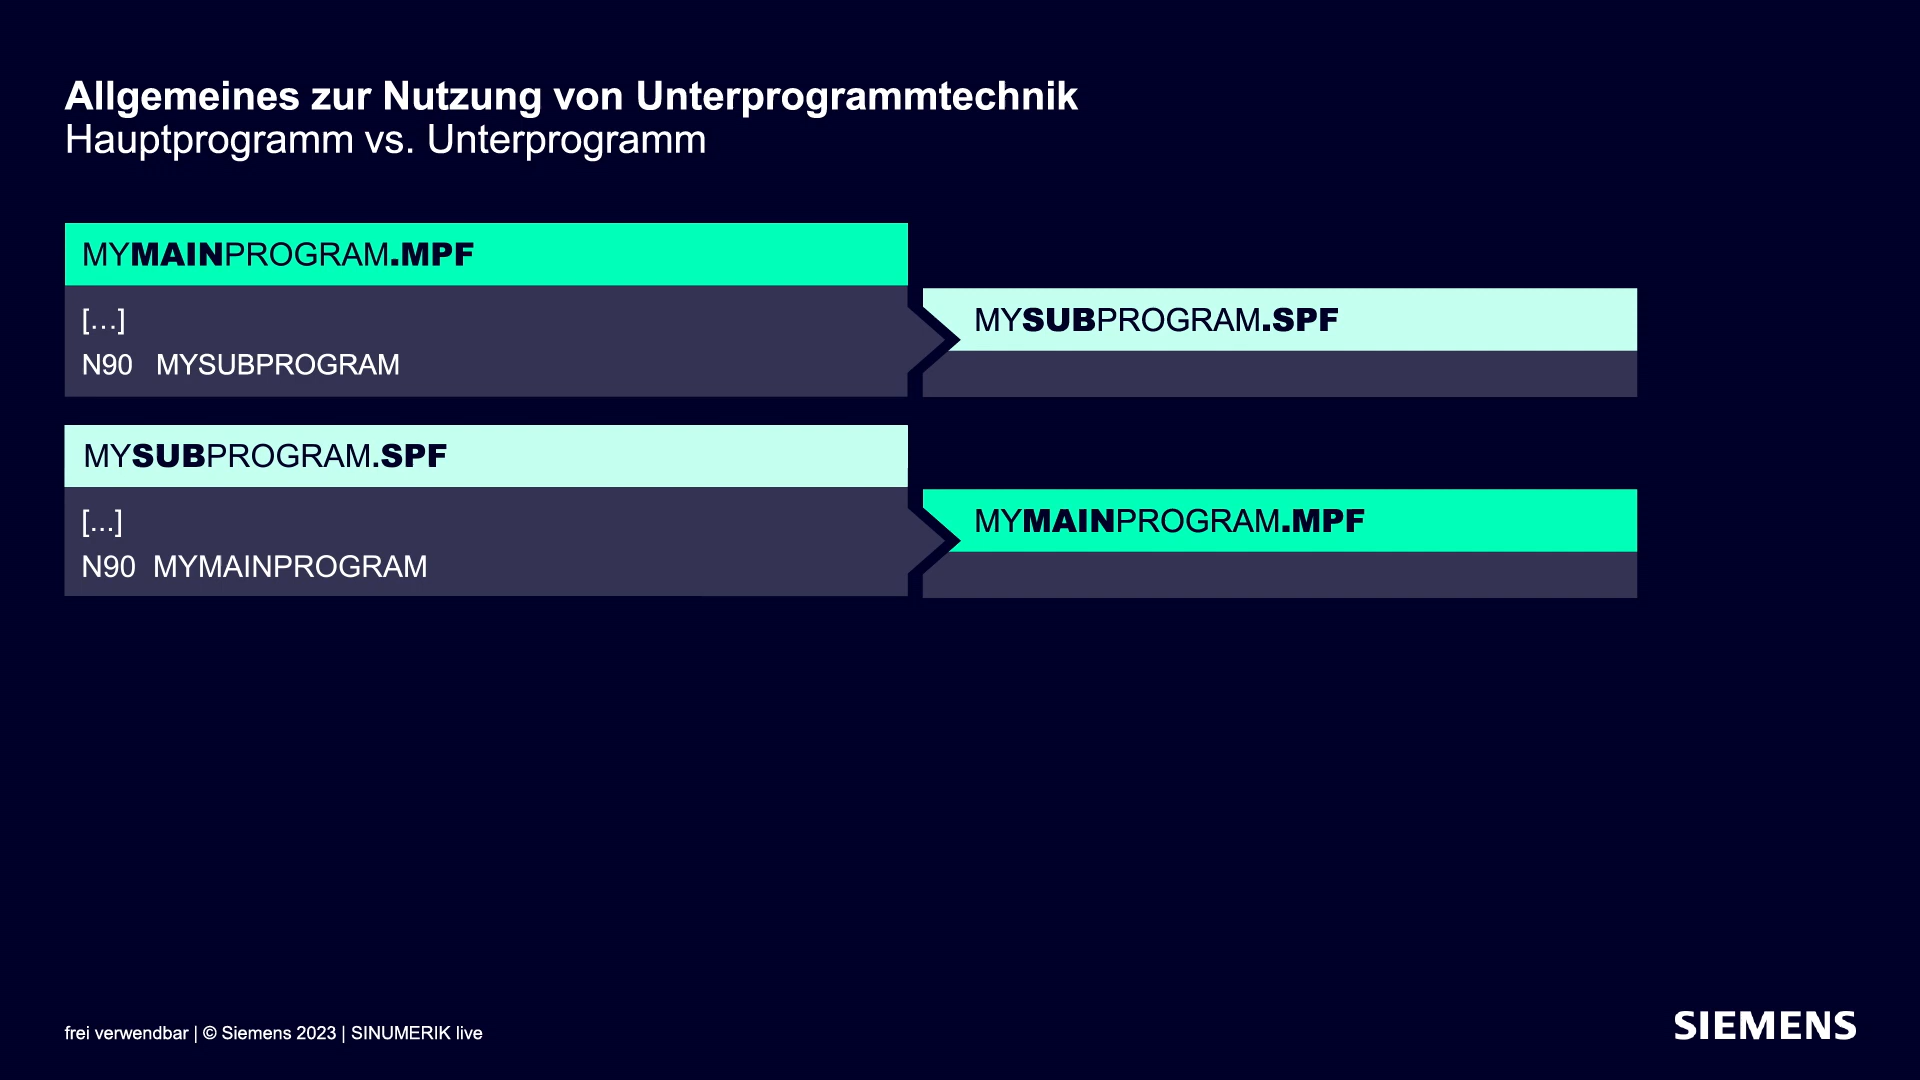 Allgemeines zur Nutzung von Unterprogrammtechnik
Hauptprogramm vs. Unterprogramm
MYMAINPROGRAM.MPF
[...]
N90 MYSUBPROGRAM
MYSUBPROGRAM.SPF
MYSUBPROGRAM.SPF
[...]
N90 MYMAINPROGRAM
MYMAINPROGRAM.MPF
frei verwendbar | © Siemens 2023 | SINUMERIK live
SIEMENS